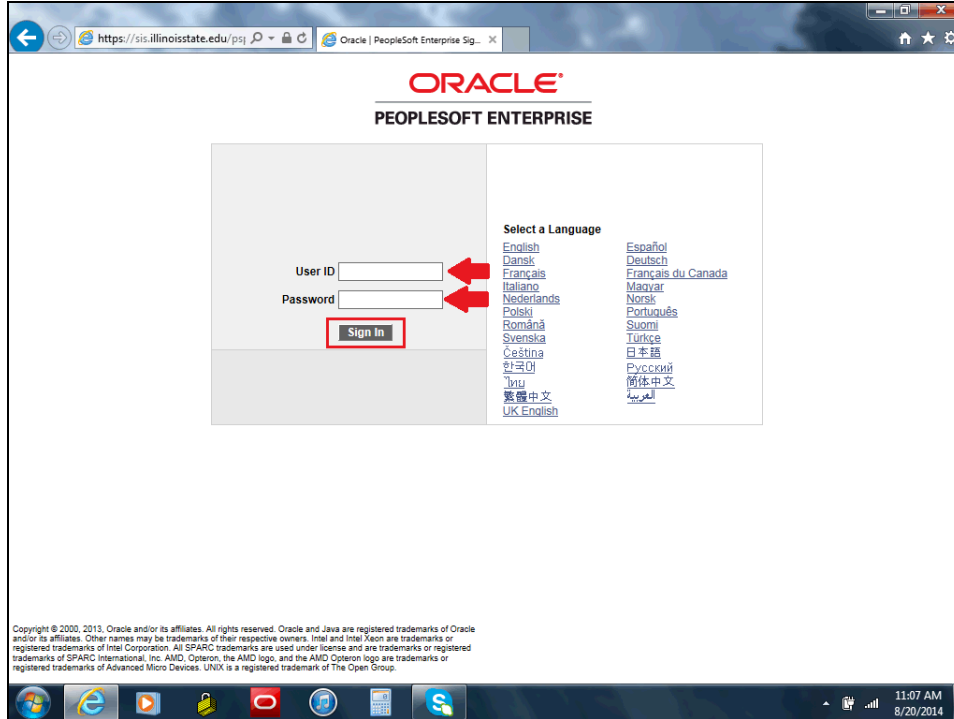 https://sis.illinoisstate.edu/psp
Oracle | PeopleSoft Enterprise Sig...
ORACLE®
PEOPLESOFT ENTERPRISE
Select a Language
English Español
Dansk Deutsch
Français Français du Canada
Italiano Magyar
Nederlands Norsk
Polski Português
Română Suomi
Svenska Türkçe
Čeština 日本語
한국어 Русский
ไทย 简体中文
繁體中文 العربية
UK English
User ID
Password
Sign In
Copyright © 2000, 2013, Oracle and/or its affiliates. All rights reserved. Oracle and Java are registered trademarks of Oracle
and/or its affiliates. Other names may be trademarks of their respective owners. Intel and Intel Xeon are trademarks or
registered trademarks of Intel Corporation. All SPARC trademarks are used under license and are trademarks or registered
trademarks of SPARC International, Inc. AMD, Opteron, the AMD logo, and the AMD Opteron logo are trademarks or
registered trademarks of Advanced Micro Devices. UNIX is a registered trademark of The Open Group.
11:07 AM
8/20/2014